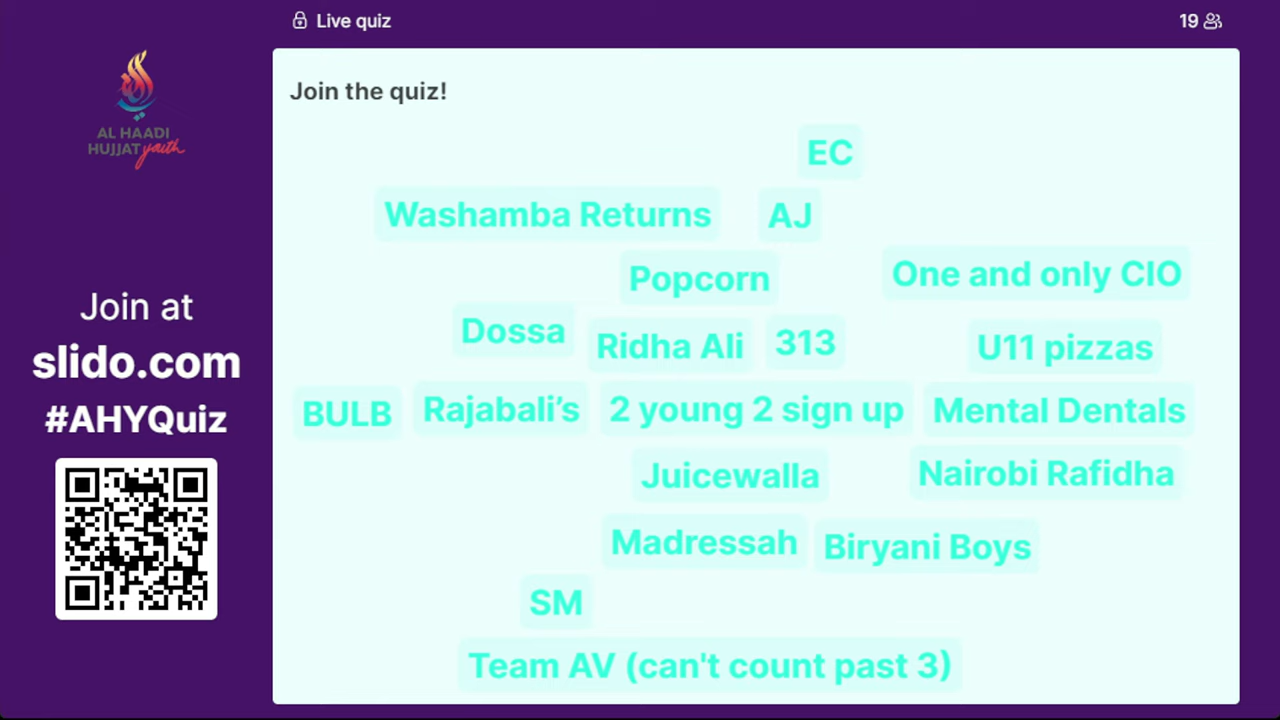 Live quiz
19
AL HAADI
HUJJAT youth
Join the quiz!
EC
Washamba Returns
AJ
Popcorn
One and only CIO
Dossa
Ridha Ali
313
U11 pizzas
BULB
Rajabali’s
2 young 2 sign up
Mental Dentals
Juicewalla
Nairobi Rafidha
Madressah
Biryani Boys
SM
Team AV (can't count past 3)
Join at
slido.com
#AHYQuiz